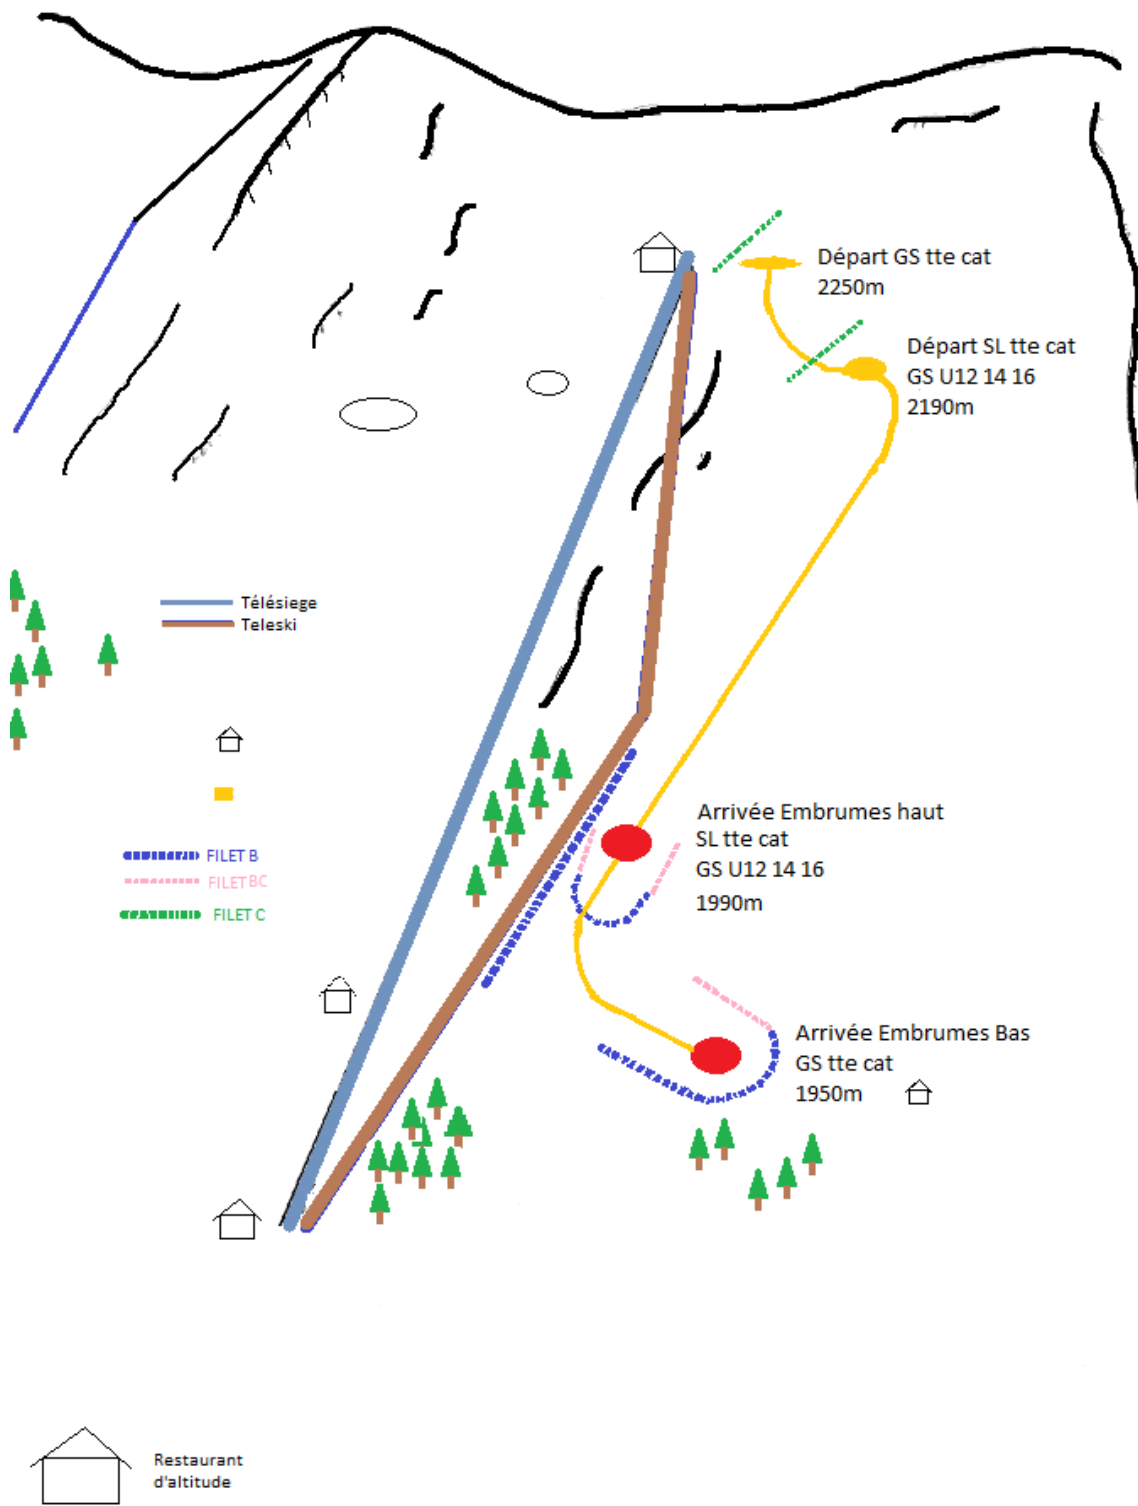 Départ GS tte cat
2250m
Départ SL tte cat
GS U12 14 16
2190m
Télésiege
Teleski
Arrivée Embrumes haut
SL tte cat
GS U12 14 16
1990m
FILET B
FILET BC
FILET C
Arrivée Embrumes Bas
GS tte cat
1950m
Restaurant
d'altitude